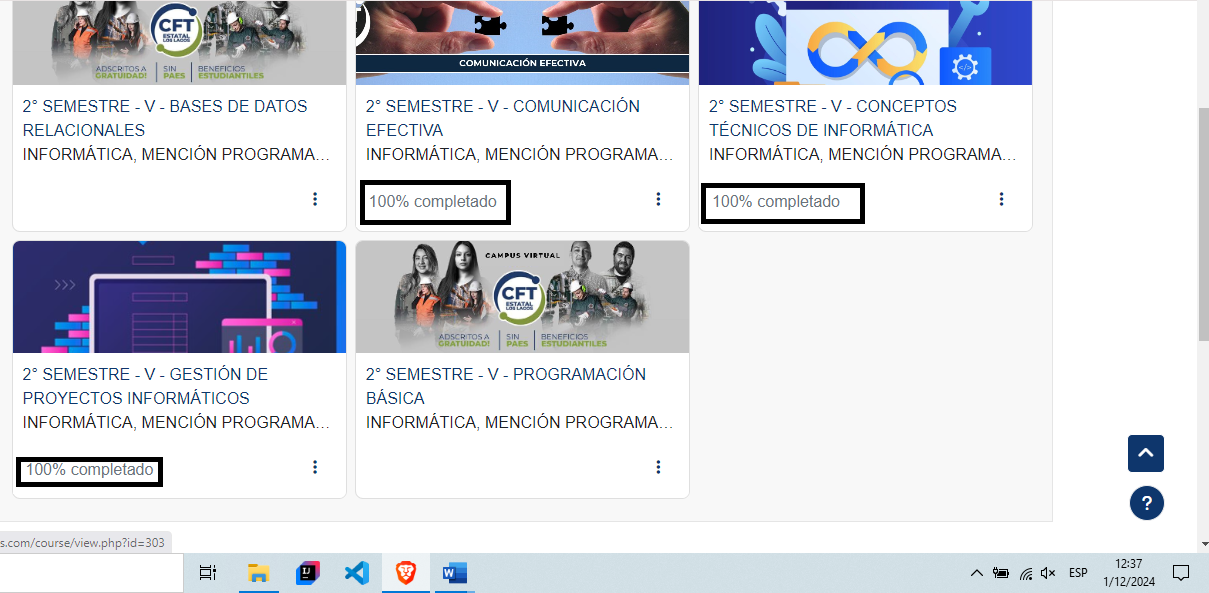 CFT
ESTATAL
LOS LAGOS
ADSCRITOS A
GRATUIDAD!
SIN
PAES
BENEFICIOS
ESTUDIANTILES
2° SEMESTRE - V - BASES DE DATOS
RELACIONALES
INFORMÁTICA, MENCIÓN PROGRAMA...
COMUNICACIÓN EFECTIVA
2° SEMESTRE - V - COMUNICACIÓN
EFECTIVA
INFORMÁTICA, MENCIÓN PROGRAMA...
100% completado
</>
2° SEMESTRE - V - CONCEPTOS
TÉCNICOS DE INFORMÁTICA
INFORMÁTICA, MENCIÓN PROGRAMA...
100% completado
2° SEMESTRE - V - GESTIÓN DE
PROYECTOS INFORMÁTICOS
INFORMÁTICA, MENCIÓN PROGRAMA...
100% completado
CAMPUS VIRTUAL
CFT
ESTATAL
LOS LAGOS
ADSCRITOS A
GRATUIDAD!
SIN
PAES
BENEFICIOS
ESTUDIANTILES
2° SEMESTRE - V - PROGRAMACIÓN
BÁSICA
INFORMÁTICA, MENCIÓN PROGRAMA...
?
s.com/course/view.php?id=303
IJ
W
ESP
12:37
1/12/2024